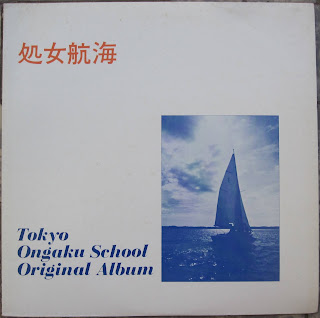 処女航海
Tokyo
Ongaku School
Original Album